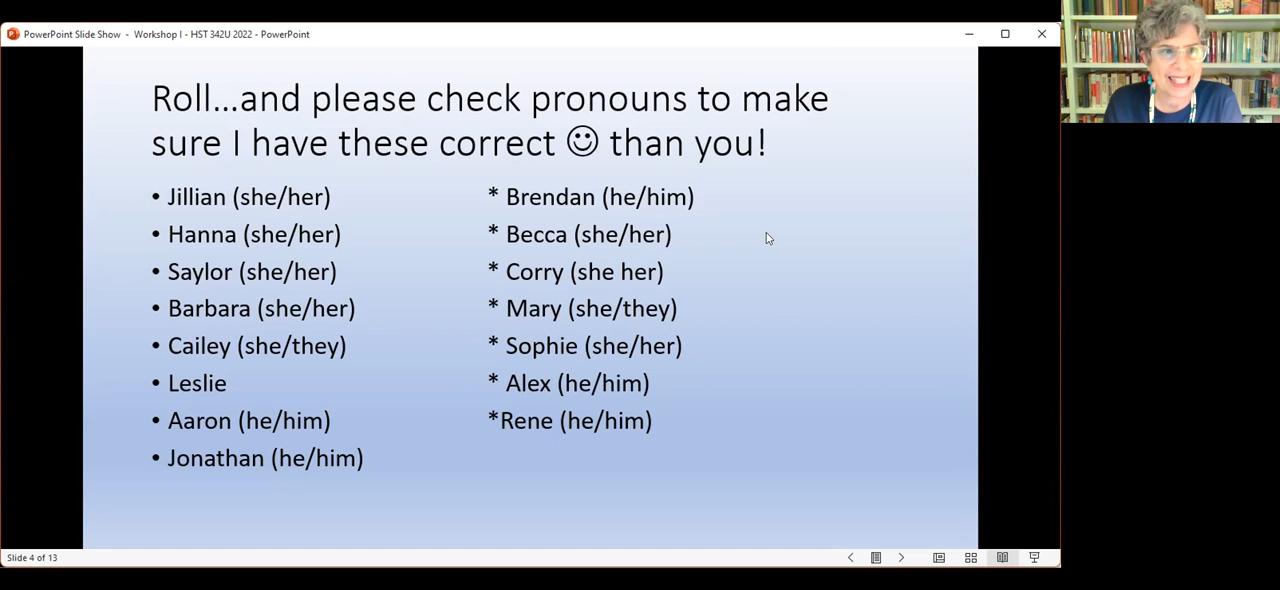 PowerPoint Slide Show - Workshop I - HST 342U 2022 - PowerPoint
Roll...and please check pronouns to make
sure I have these correct ☺ than you!
• Jillian (she/her)
• Hanna (she/her)
• Saylor (she/her)
• Barbara (she/her)
• Cailey (she/they)
• Leslie
• Aaron (he/him)
• Jonathan (he/him)
* Brendan (he/him)
* Becca (she/her)
* Corry (she her)
* Mary (she/they)
* Sophie (she/her)
* Alex (he/him)
*Rene (he/him)
Slide 4 of 13